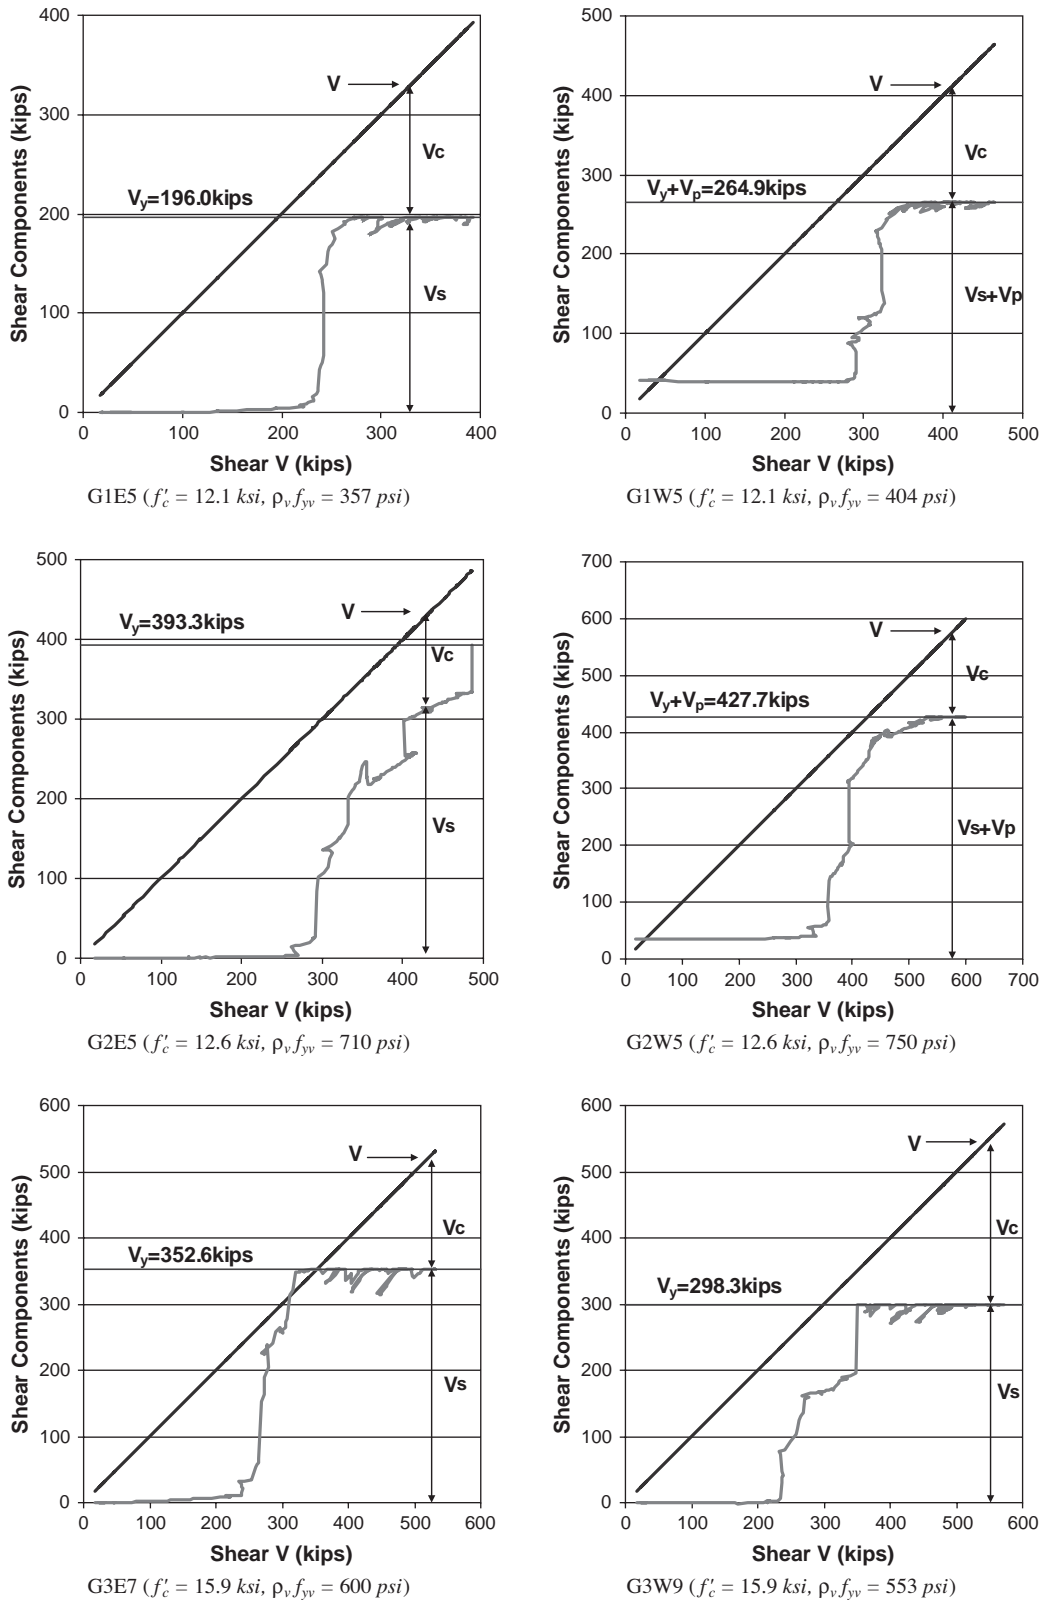 400
300
200
100
0
0 100 200 300 400
Shear Components (kips)
Shear V (kips)
V
Vc
Vy=196.0kips
Vs
G1E5 (f′c = 12.1 ksi, ρv fyv = 357 psi)
500
400
300
200
100
0
0 100 200 300 400 500
Shear Components (kips)
Shear V (kips)
V
Vc
Vy+Vp=264.9kips
Vs+Vp
G1W5 (f′c = 12.1 ksi, ρv fyv = 404 psi)
500
400
300
200
100
0
0 100 200 300 400 500
Shear Components (kips)
Shear V (kips)
V
Vy=393.3kips
Vc
Vs
G2E5 (f′c = 12.6 ksi, ρv fyv = 710 psi)
700
600
500
400
300
200
100
0
0 100 200 300 400 500 600 700
Shear Components (kips)
Shear V (kips)
V
Vc
Vy+Vp=427.7kips
Vs+Vp
G2W5 (f′c = 12.6 ksi, ρv fyv = 750 psi)
600
500
400
300
200
100
0
0 100 200 300 400 500 600
Shear Components (kips)
Shear V (kips)
V
Vc
Vy=352.6kips
Vs
G3E7 (f′c = 15.9 ksi, ρv fyv = 600 psi)
600
500
400
300
200
100
0
0 100 200 300 400 500 600
Shear Components (kips)
Shear V (kips)
V
Vc
Vy=298.3kips
Vs
G3W9 (f′c = 15.9 ksi, ρv fyv = 553 psi)